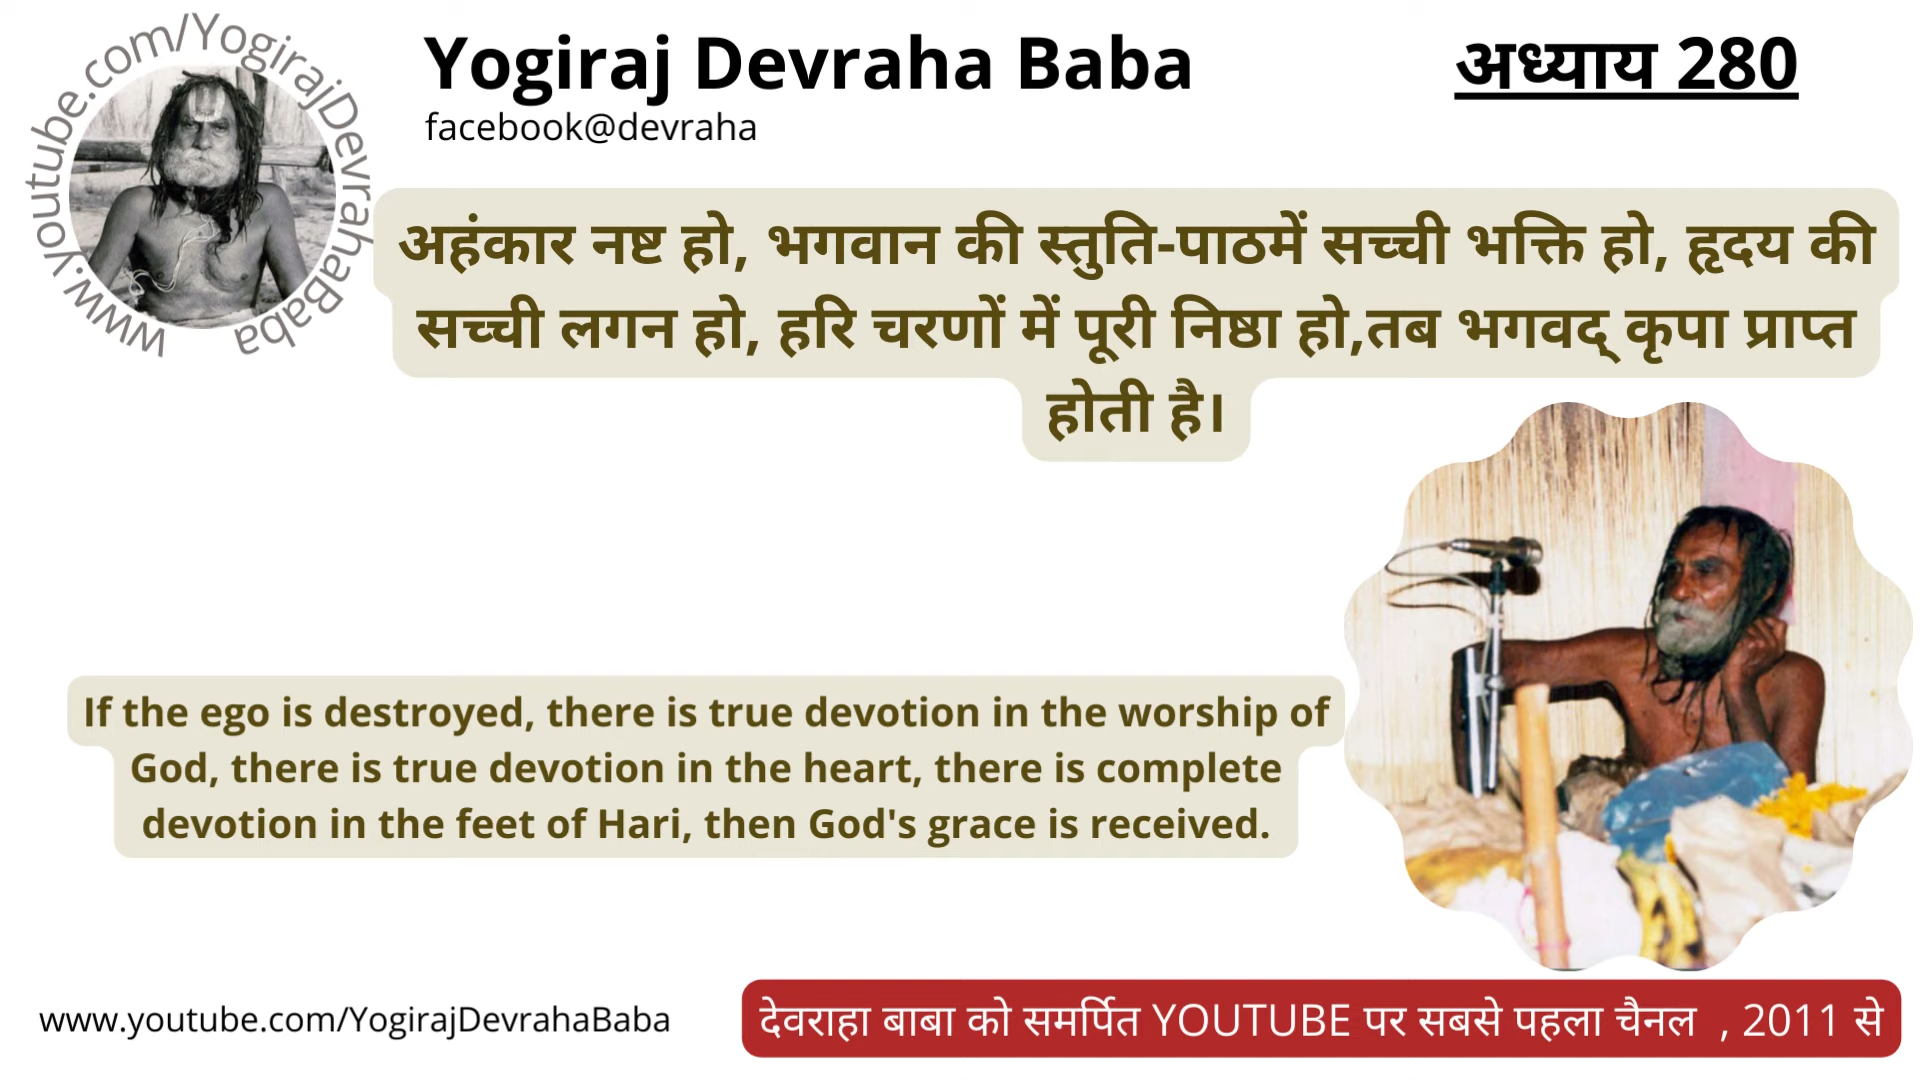 www.youtube.com/YogirajDevrahaBaba
Yogiraj Devraha Baba
अध्याय 280
facebook@devraha
अहंकार नष्ट हो, भगवान की स्तुति-पाठमें सच्ची भक्ति हो, हृदय की
सच्ची लगन हो, हरि चरणों में पूरी निष्ठा हो,तब भगवद् कृपा प्राप्त
होती है।
If the ego is destroyed, there is true devotion in the worship of
God, there is true devotion in the heart, there is complete
devotion in the feet of Hari, then God's grace is received.
www.youtube.com/YogirajDevrahaBaba
देवराहा बाबा को समर्पित YOUTUBE पर सबसे पहला चैनल , 2011 से